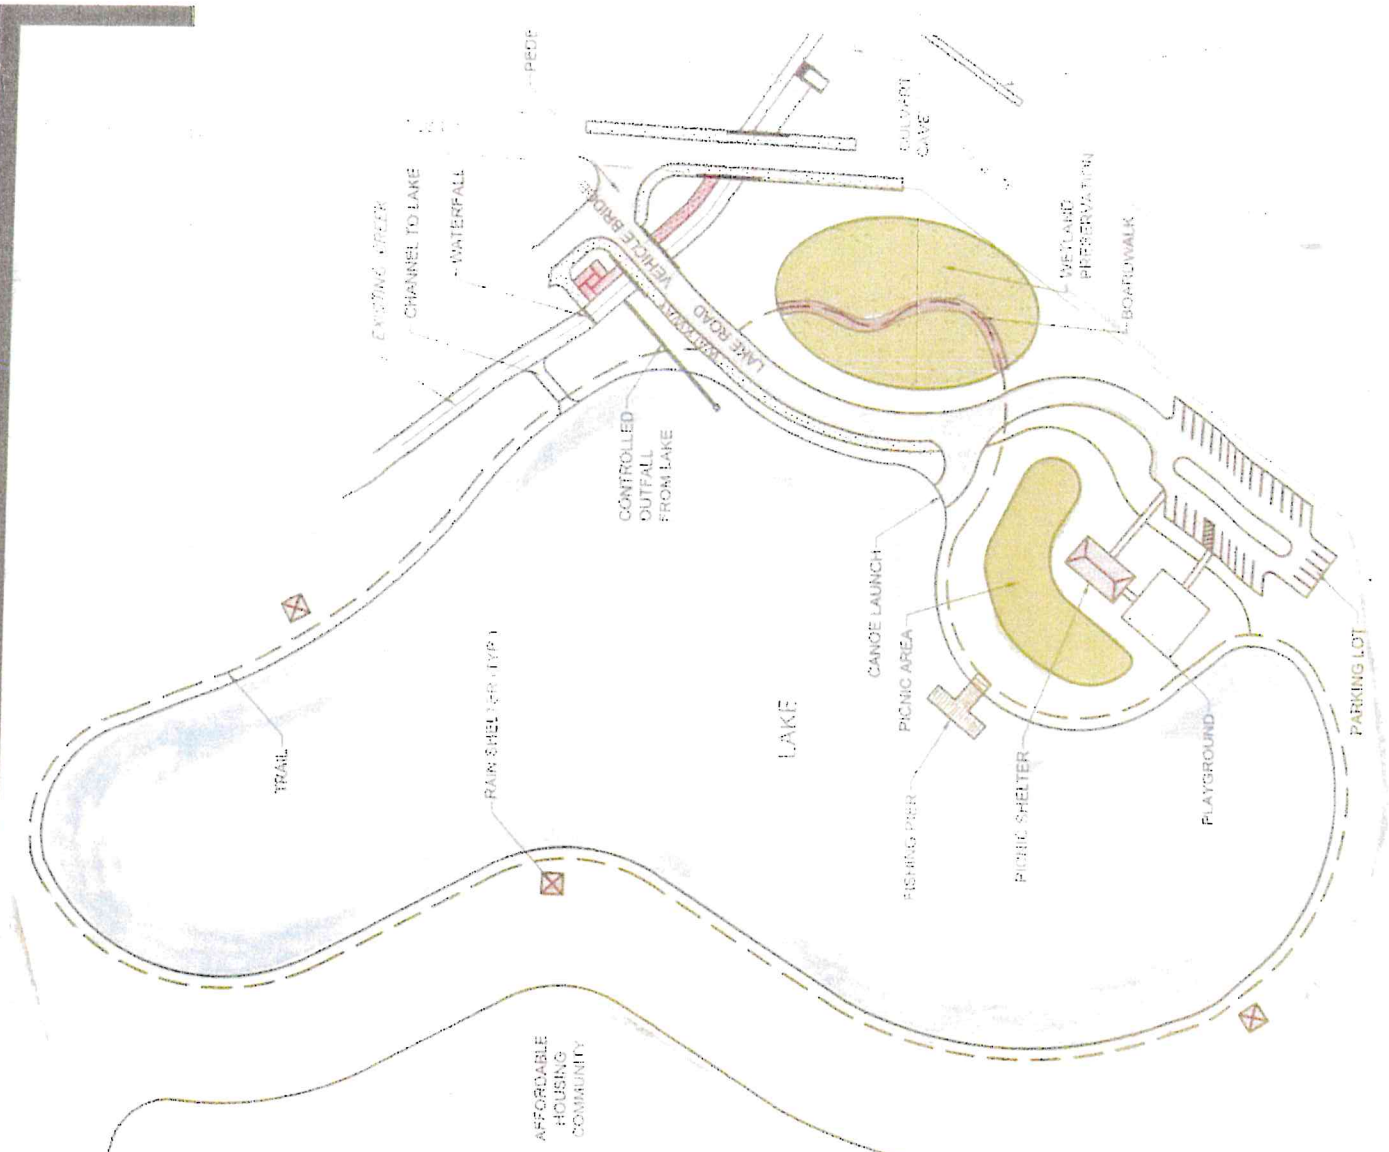 EXISTING
CHANNEL TO LAKE
WATERFALL
PEDE
CULVERT
CAVE
VEHICLE BRIDGE
WALKWAY
LAKE ROAD
WETLAND
PRESERVATION
BOARDWALK
CONTROLLED
OUTFALL
FROM LAKE
CANOE LAUNCH
PICNIC AREA
FISHING PIER
PICNIC SHELTER
PLAYGROUND
PARKING LOT
LAKE
RAIN SHELTER (TYP.)
TRAIL
AFFORDABLE
HOUSING
COMMUNITY